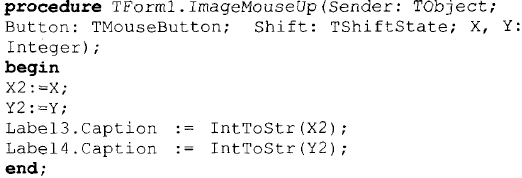 procedure TForm1.ImageMouseUp(Sender: TObject;
Button: TMouseButton; Shift: TShiftState; X, Y:
Integer);
begin
X2:=X;
Y2:=Y;
Label3.Caption := IntToStr(X2);
Label4.Caption := IntToStr(Y2);
end;